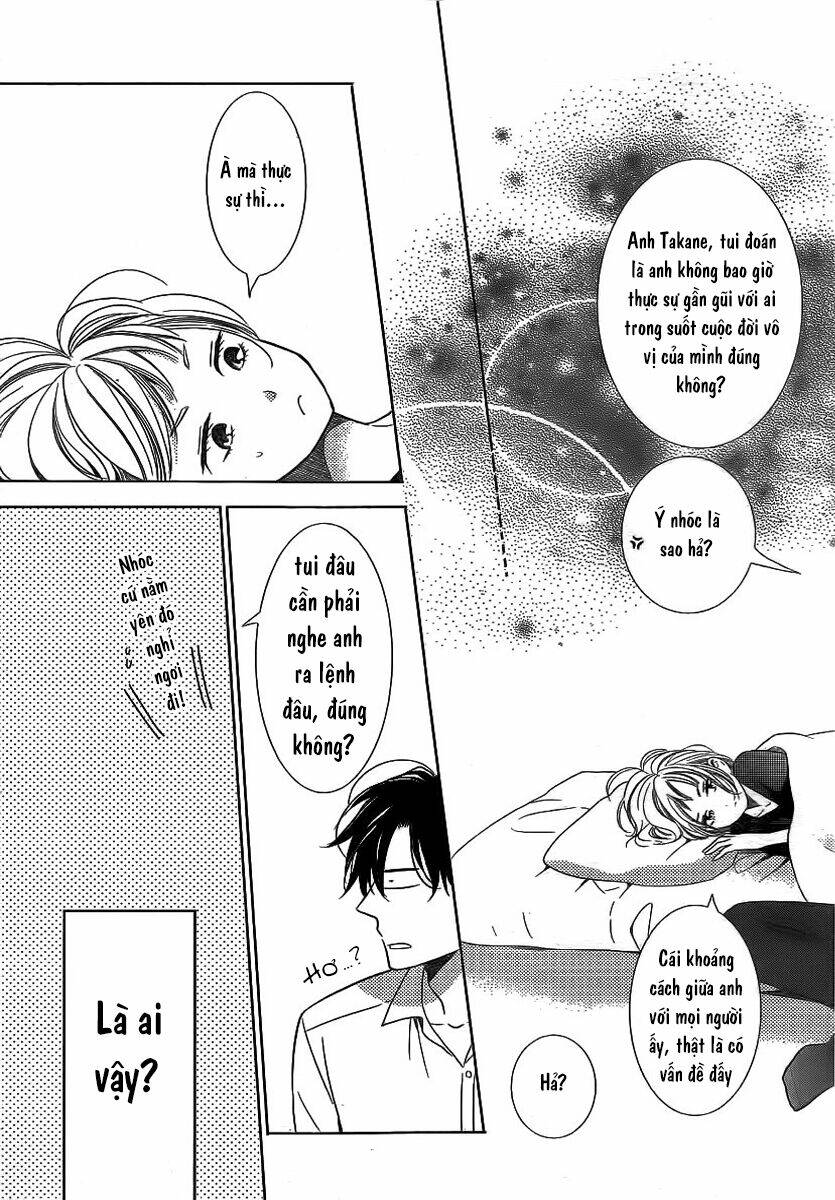 Anh Takane, tui đoán
là anh không bao giờ
thực sự gần gũi với ai
trong suốt cuộc đời vô
vị của mình đúng
không?
Ý nhóc là
sao hả?
Cái khoảng
cách giữa anh
với mọi người
ấy, thật là có
vấn đề đấy
Hả?
À mà thực
sự thì...
tui đâu
cần phải
nghe anh
ra lệnh
đâu, đúng
không?
HƠ...?
Nhóc
cứ nằm
yên đó
nghỉ
ngơi
đi!
Là ai
vậy?